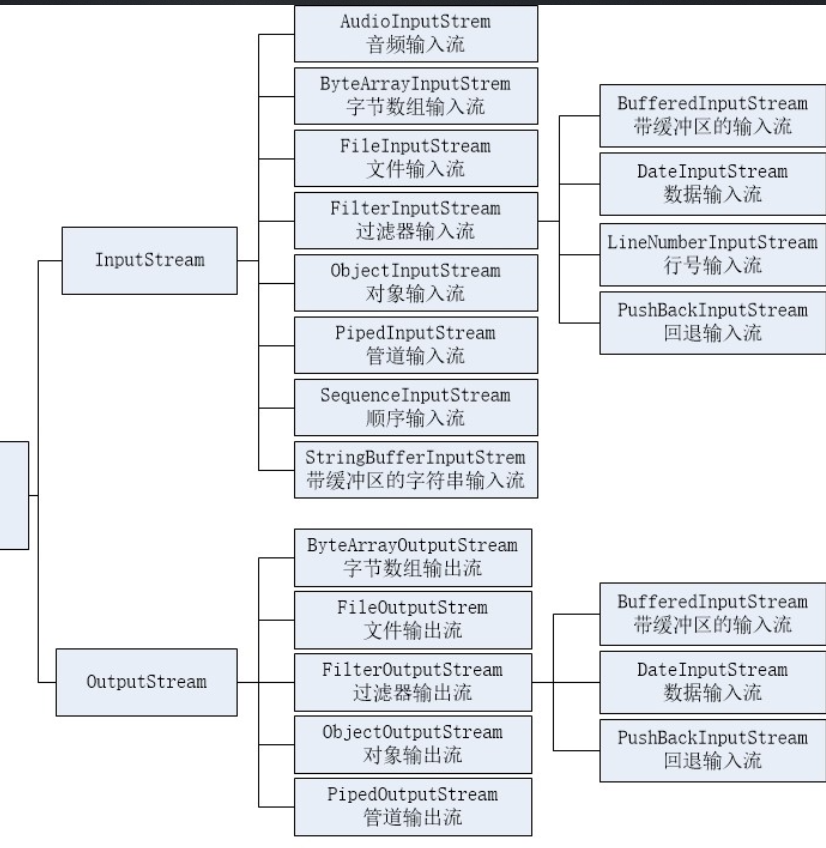 AudioInputStrem
音频输入流
ByteArrayInputStrem
字节数组输入流
FileInputStream
文件输入流
FilterInputStream
过滤器输入流
ObjectInputStream
对象输入流
PipedInputStream
管道输入流
SequenceInputStream
顺序输入流
StringBufferInputStrem
带缓冲区的字符串输入流
InputStream
BufferedInputStream
带缓冲区的输入流
DateInputStream
数据输入流
LineNumberInputStream
行号输入流
PushBackInputStream
回退输入流
ByteArrayOutputStream
字节数组输出流
FileOutputStrem
文件输出流
FilterOutputStream
过滤器输出流
ObjectOutputStream
对象输出流
PipedOutputStream
管道输出流
OutputStream
BufferedInputStream
带缓冲区的输入流
DateInputStream
数据输入流
PushBackInputStream
回退输入流